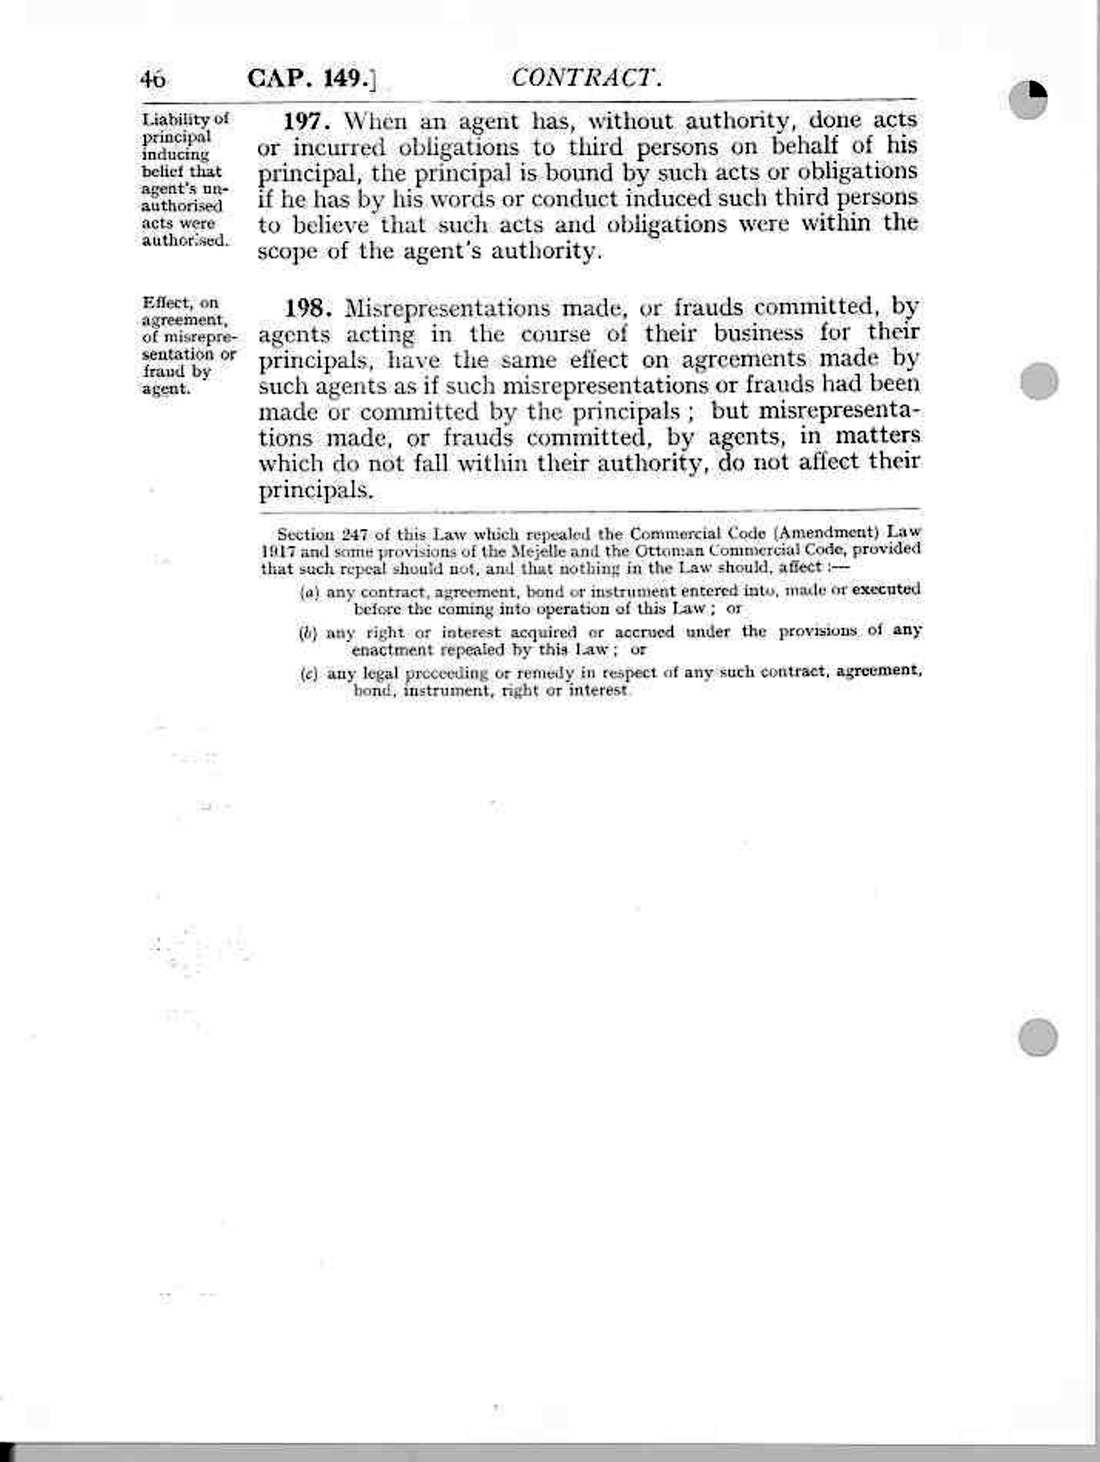 46 CAP. 149.] CONTRACT.
Liability of
principal
inducing
belief that
agent's un-
authorised
acts were
authorised.
197. When an agent has, without authority, done acts
or incurred obligations to third persons on behalf of his
principal, the principal is bound by such acts or obligations
if he has by his words or conduct induced such third persons
to believe that such acts and obligations were within the
scope of the agent's authority.
Effect, on
agreement,
of misrepre-
sentation or
fraud by
agent.
198. Misrepresentations made, or frauds committed, by
agents acting in the course of their business for their
principals, have the same effect on agreements made by
such agents as if such misrepresentations or frauds had been
made or committed by the principals ; but misrepresenta-
tions made, or frauds committed, by agents, in matters
which do not fall within their authority, do not affect their
principals.
Section 247 of this Law which repealed the Commercial Code (Amendment) Law
1917 and some provisions of the Mejelle and the Ottoman Commercial Code, provided
that such repeal should not, and that nothing in the Law should, affect :—
(a) any contract, agreement, bond or instrument entered into, made or executed
before the coming into operation of this Law ; or
(b) any right or interest acquired or accrued under the provisions of any
enactment repealed by this Law ; or
(c) any legal proceeding or remedy in respect of any such contract, agreement,
bond, instrument, right or interest.